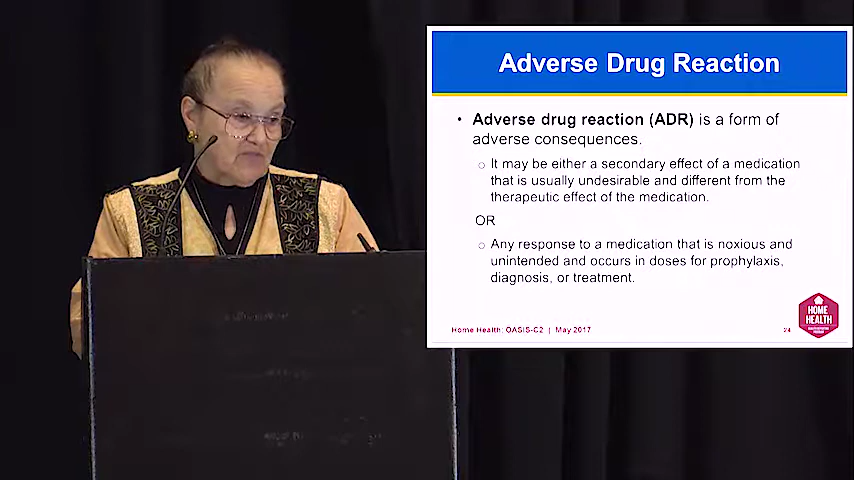 Adverse Drug Reaction
• Adverse drug reaction (ADR) is a form of
adverse consequences.
○ It may be either a secondary effect of a medication
that is usually undesirable and different from the
therapeutic effect of the medication.
OR
○ Any response to a medication that is noxious and
unintended and occurs in doses for prophylaxis,
diagnosis, or treatment.
HOME
HEALTH
Home Health: OASIS-C2 | May 2017
24